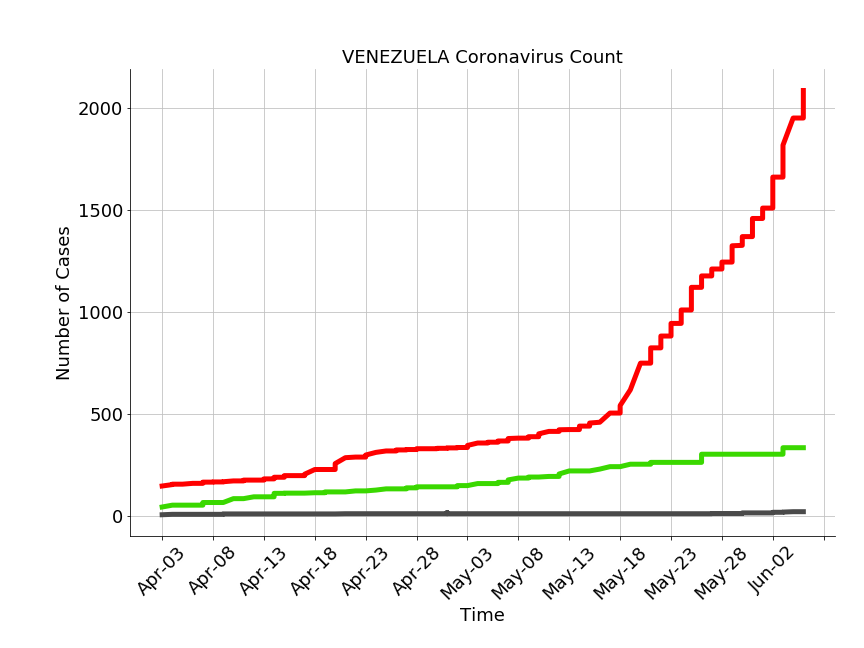 VENEZUELA Coronavirus Count
2000
1500
1000
500
0
Number of Cases
Apr-03
Apr-08
Apr-13
Apr-18
Apr-23
Apr-28
May-03
May-08
May-13
May-18
May-23
May-28
Jun-02
Time